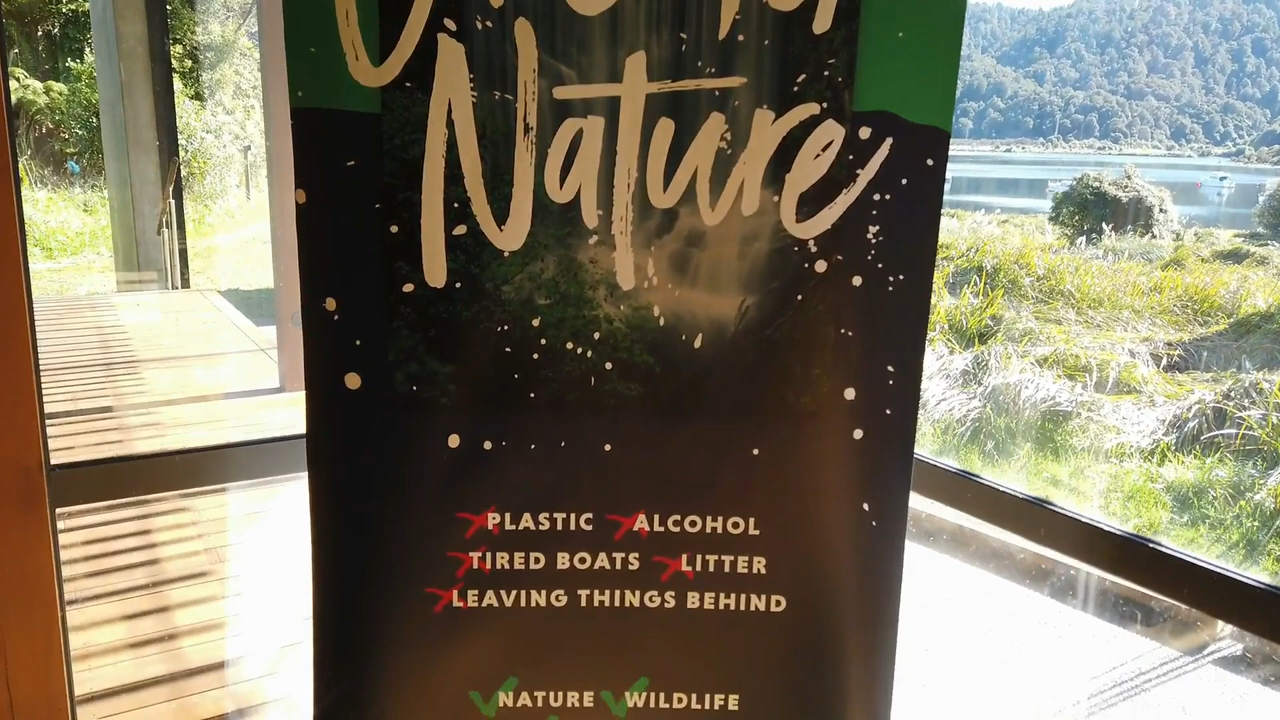 Nature
PLASTIC ALCOHOL
TIRED BOATS LITTER
LEAVING THINGS BEHIND
NATURE WILDLIFE